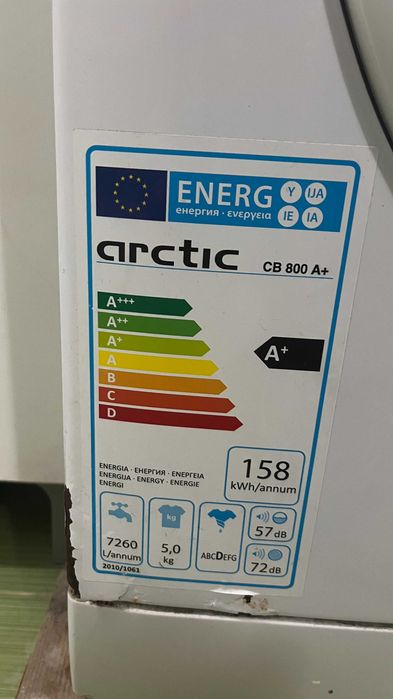 ENERG Y IJA
енергия · ενεργεια IE IA
arctic CB 800 A+
A+++
A++
A+
A
B
C
D
A+
ENERGIA · ЕНЕРГИЯ · ΕΝΕΡΓΕΙΑ
ENERGIJA · ENERGY · ENERGIE
ENERGI
158
kWh/annum
7260
L/annum
kg
5,0
kg
ABCDEFG
57dB
72dB
2010/1061